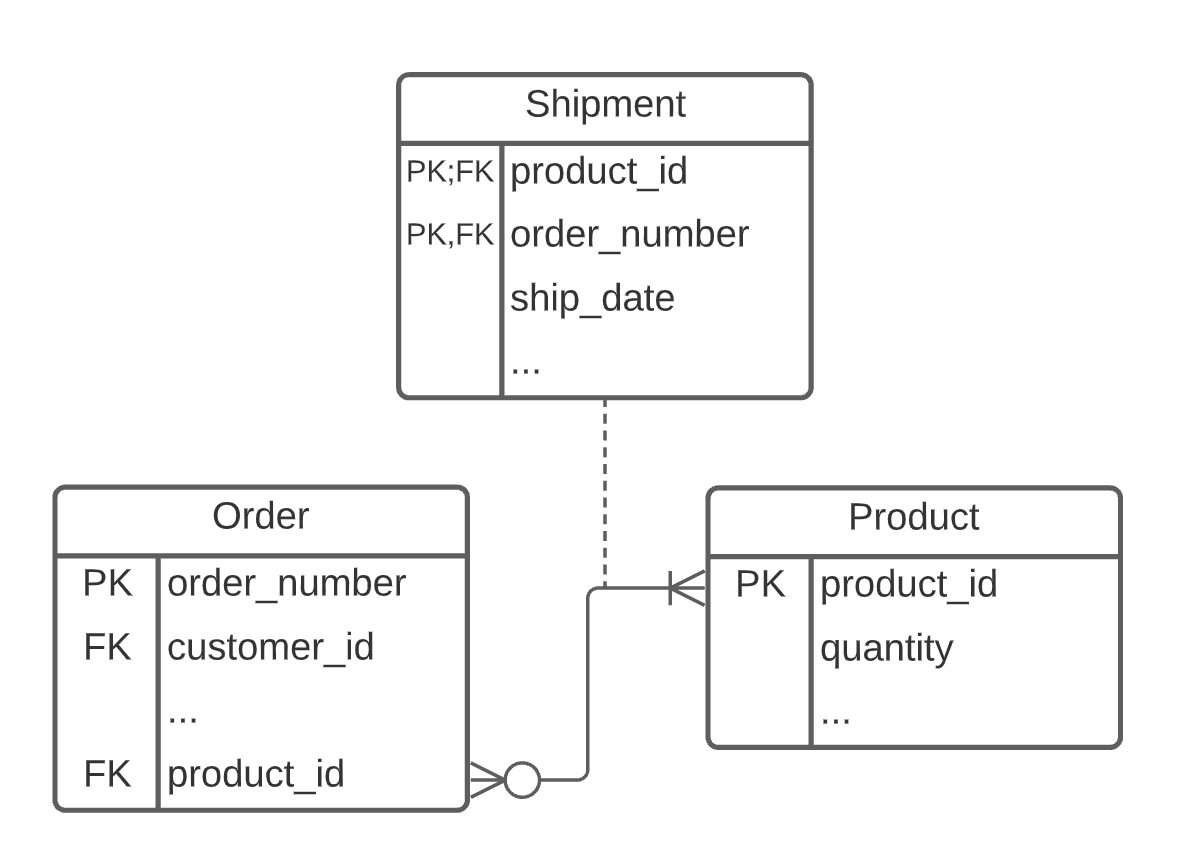 Shipment
PK;FK product_id
PK,FK order_number
ship_date
...
Order
PK order_number
FK customer_id
...
FK product_id
Product
PK product_id
quantity
...